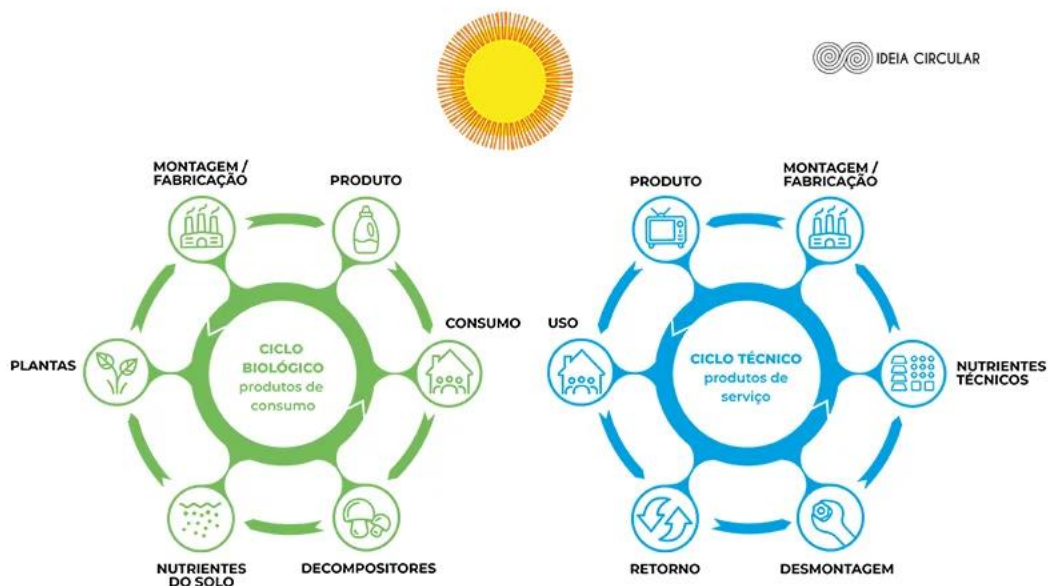 IDEIA CIRCULAR
MONTAGEM /
FABRICAÇÃO
PRODUTO
CONSUMO
DECOMPOSITORES
NUTRIENTES
DO SOLO
PLANTAS
CICLO
BIOLÓGICO
produtos de
consumo
PRODUTO
MONTAGEM /
FABRICAÇÃO
USO
NUTRIENTES
TÉCNICOS
RETORNO
DESMONTAGEM
CICLO TÉCNICO
produtos de
serviço